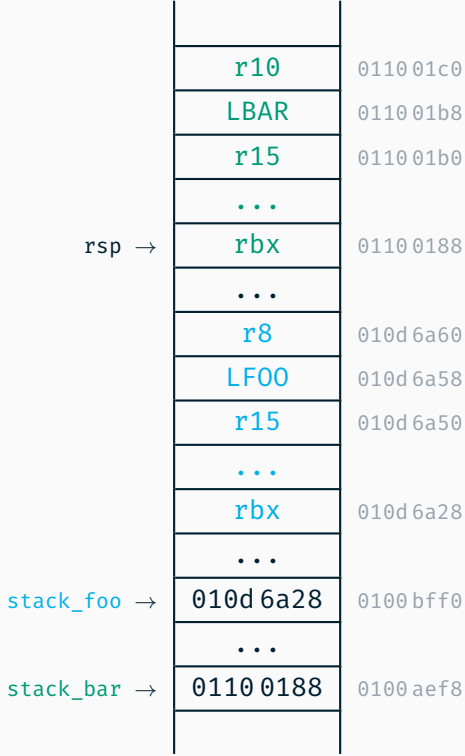 r10 0110 01c0
LBAR 0110 01b8
r15 0110 01b0
...
rsp → rbx 0110 0188
...
r8 010d 6a60
LFOO 010d 6a58
r15 010d 6a50
...
rbx 010d 6a28
...
stack_foo → 010d 6a28 0100 bff0
...
stack_bar → 0110 0188 0100 aef8